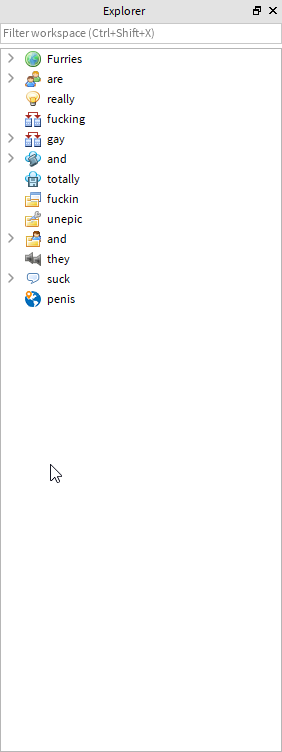 Explorer
Filter workspace (Ctrl+Shift+X)
Furries
are
really
fucking
gay
and
totally
fuckin
unepic
and
they
suck
penis